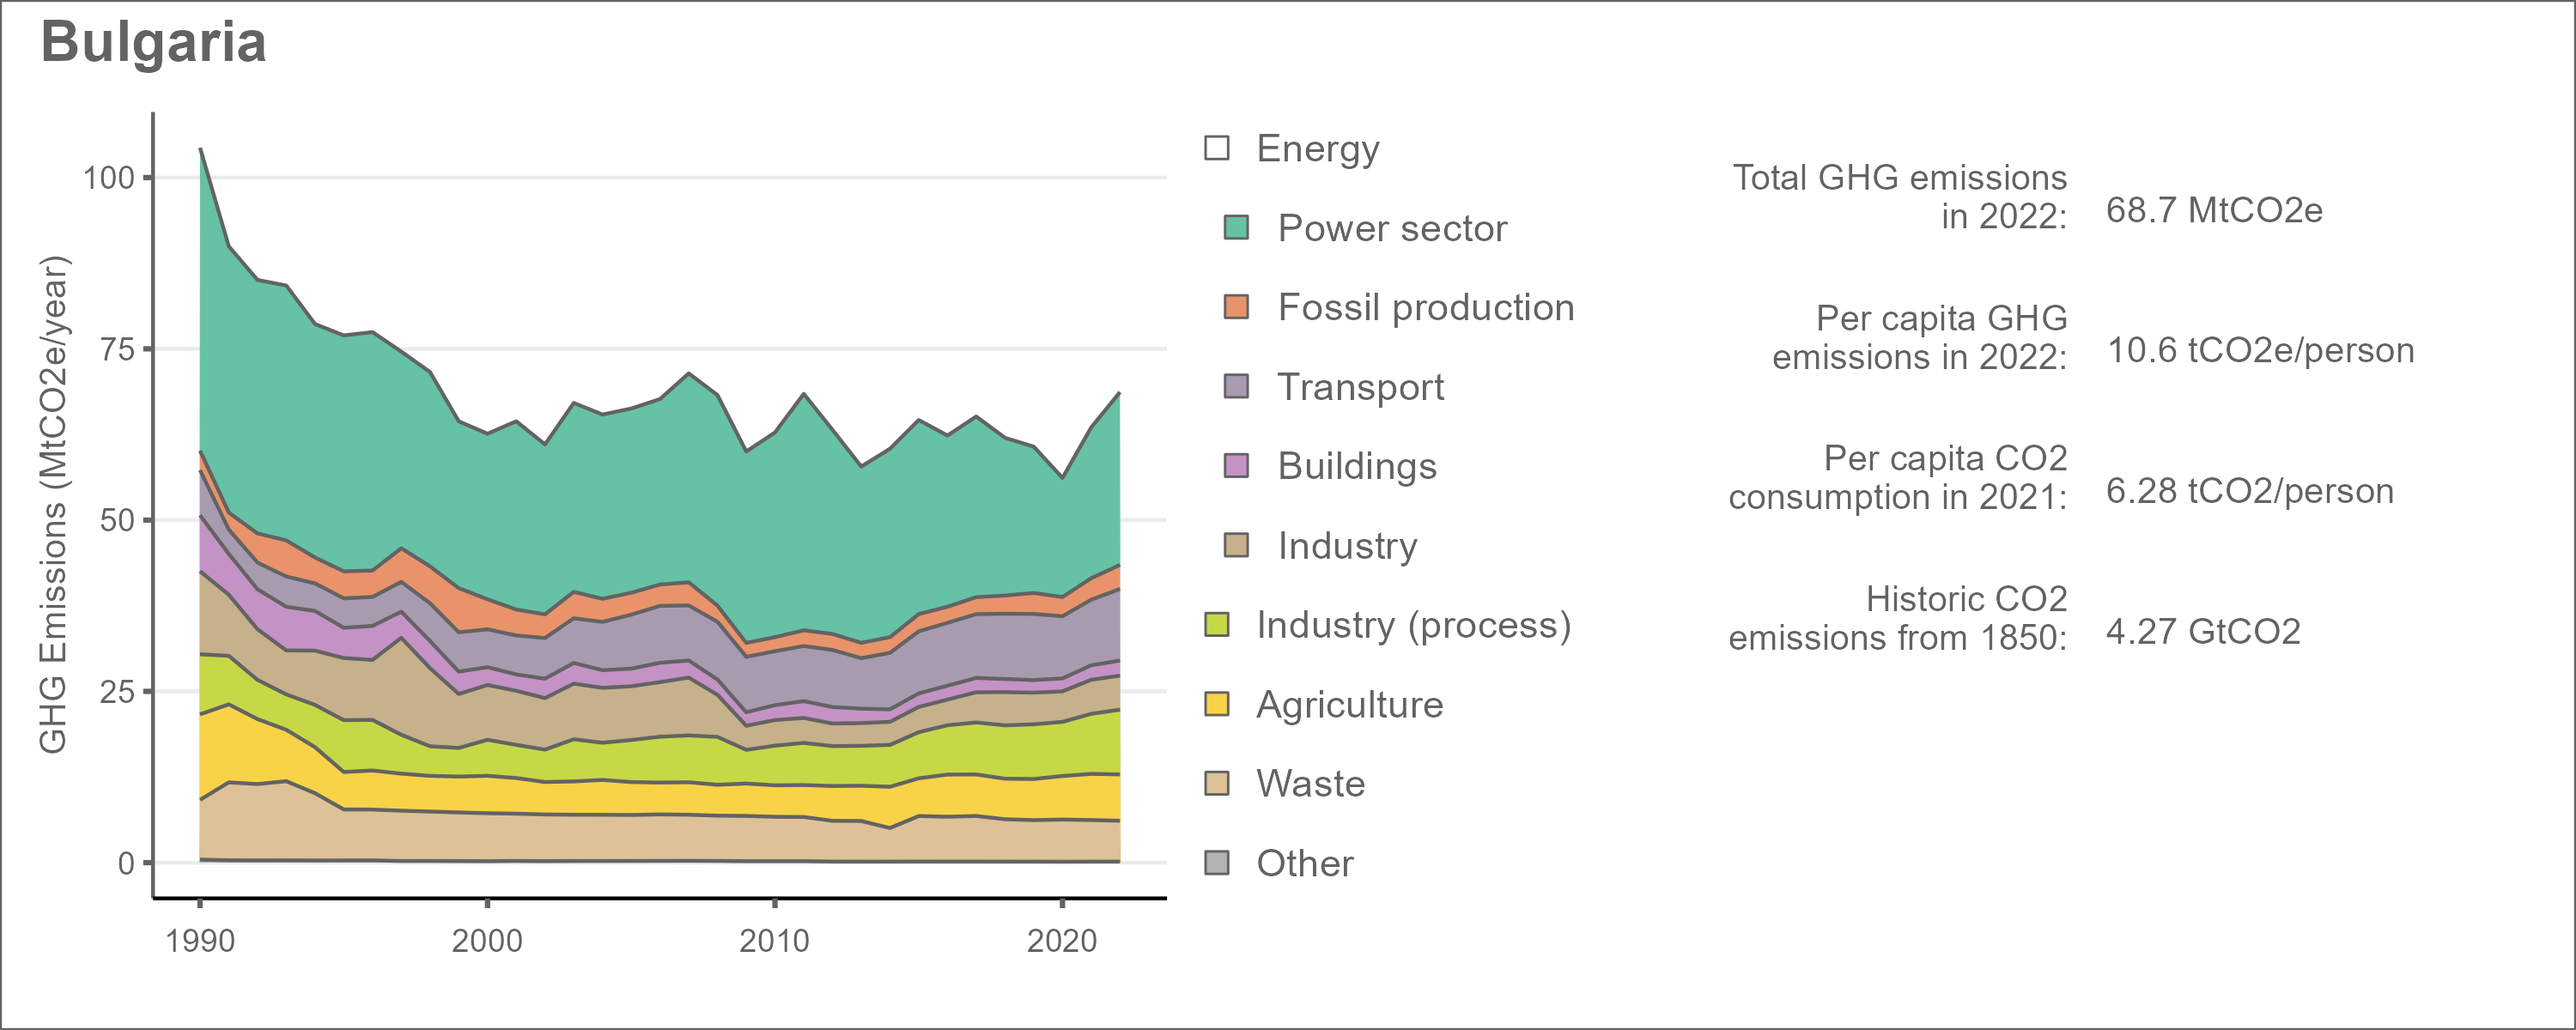 Bulgaria
GHG Emissions (MtCO2e/year)
100
75
50
25
0
1990
2000
2010
2020
Energy
Power sector
Fossil production
Transport
Buildings
Industry
Industry (process)
Agriculture
Waste
Other
Total GHG emissions
in 2022:
68.7 MtCO2e
Per capita GHG
emissions in 2022:
10.6 tCO2e/person
Per capita CO2
consumption in 2021:
6.28 tCO2/person
Historic CO2
emissions from 1850:
4.27 GtCO2